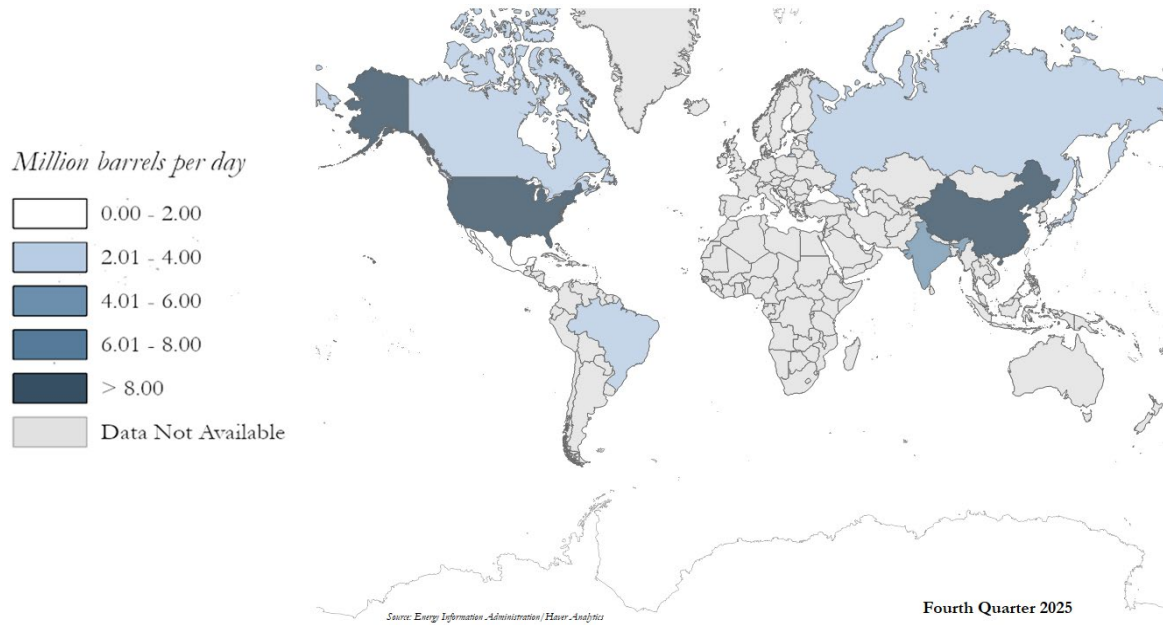 Million barrels per day
0.00 - 2.00
2.01 - 4.00
4.01 - 6.00
6.01 - 8.00
> 8.00
Data Not Available
Source: Energy Information Administration/Haver Analytics
Fourth Quarter 2025